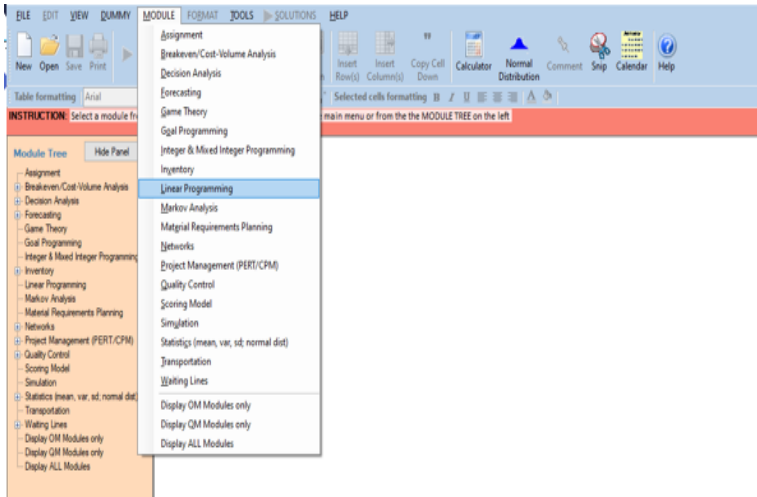 FILE EDIT VIEW DUMMY MODULE FORMAT TOOLS SOLUTIONS HELP
New Open Save Print
Insert Row(s)
Insert Column(s)
Copy Cell Down
Calculator
Normal Distribution
Comment
Snip
Calendar
Help
Table formatting Arial
Selected cells formatting B I U
INSTRUCTION: Select a module
main menu or from the the MODULE TREE on the left
Module Tree
Hide Panel
Assignment
Breakeven/Cost-Volume Analysis
Decision Analysis
Forecasting
Game Theory
Goal Programming
Integer & Mixed Integer Programming
Inventory
Linear Programming
Markov Analysis
Material Requirements Planning
Networks
Project Management (PERT/CPM)
Quality Control
Scoring Model
Simulation
Statistics (mean, var, sd; normal dist)
Transportation
Waiting Lines
Display OM Modules only
Display QM Modules only
Display ALL Modules
Assignment
Breakeven/Cost-Volume Analysis
Decision Analysis
Forecasting
Game Theory
Goal Programming
Integer & Mixed Integer Programming
Inventory
Linear Programming
Markov Analysis
Material Requirements Planning
Networks
Project Management (PERT/CPM)
Quality Control
Scoring Model
Simulation
Statistics (mean, var, sd; normal dist)
Transportation
Waiting Lines
Display OM Modules only
Display QM Modules only
Display ALL Modules